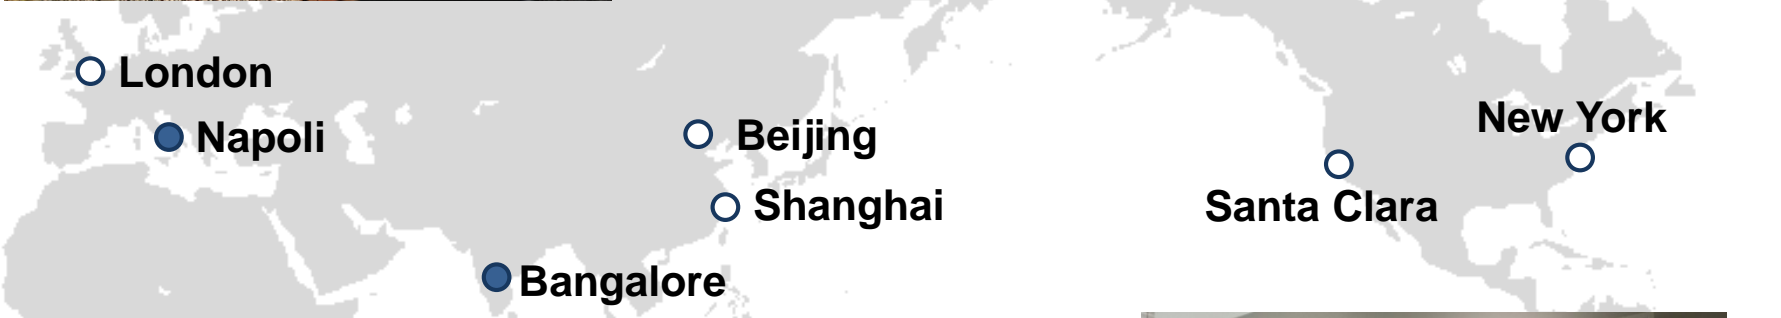 London
Napoli
Beijing
New York
Shanghai
Santa Clara
Bangalore